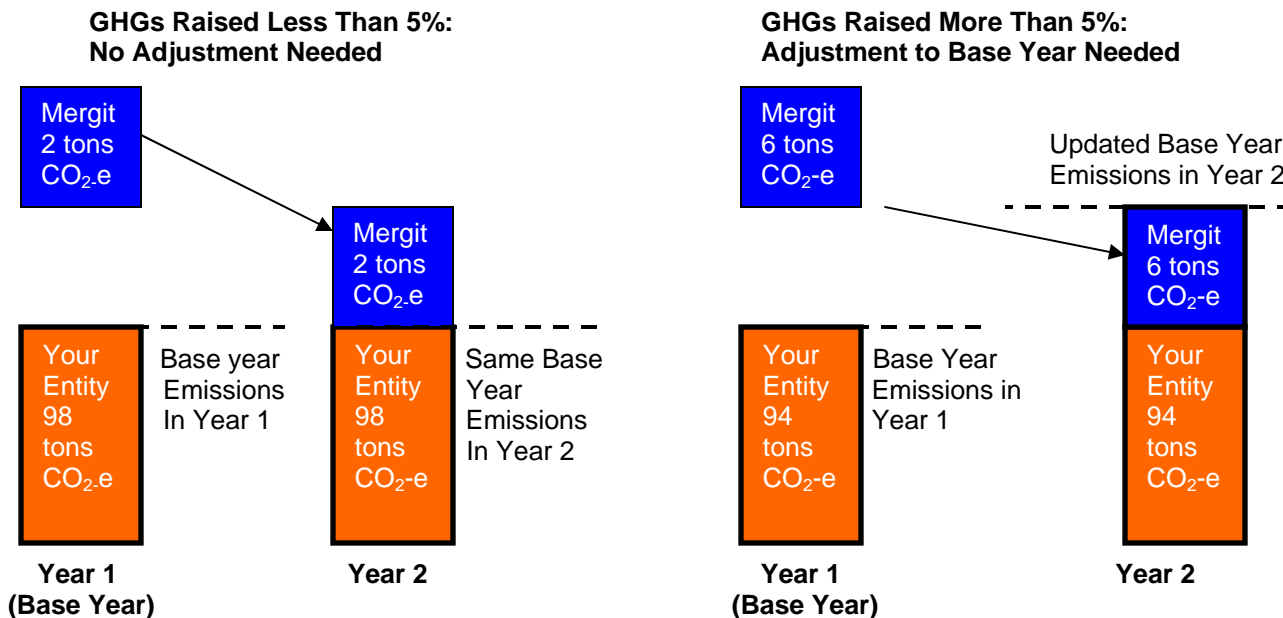 GHGs Raised Less Than 5%:
No Adjustment Needed
Mergit
2 tons
CO₂-e
Mergit
2 tons
CO₂-e
Your
Entity
98
tons
CO₂-e
Base year
Emissions
In Year 1
Your
Entity
98
tons
CO₂-e
Same Base
Year
Emissions
In Year 2
Year 1
(Base Year)
Year 2
GHGs Raised More Than 5%:
Adjustment to Base Year Needed
Mergit
6 tons
CO₂-e
Updated Base Year
Emissions in Year 2
Mergit
6 tons
CO₂-e
Your
Entity
94
tons
CO₂-e
Base Year
Emissions in
Year 1
Your
Entity
94
tons
CO₂-e
Year 1
(Base Year)
Year 2